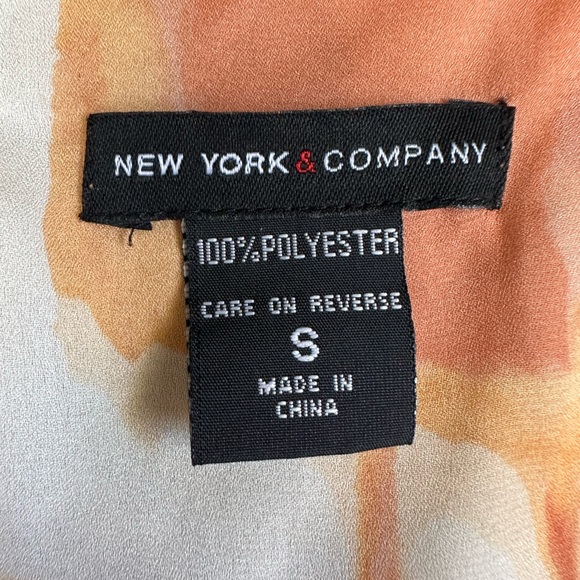 NEW YORK & COMPANY
100%POLYESTER
CARE ON REVERSE
S
MADE IN
CHINA